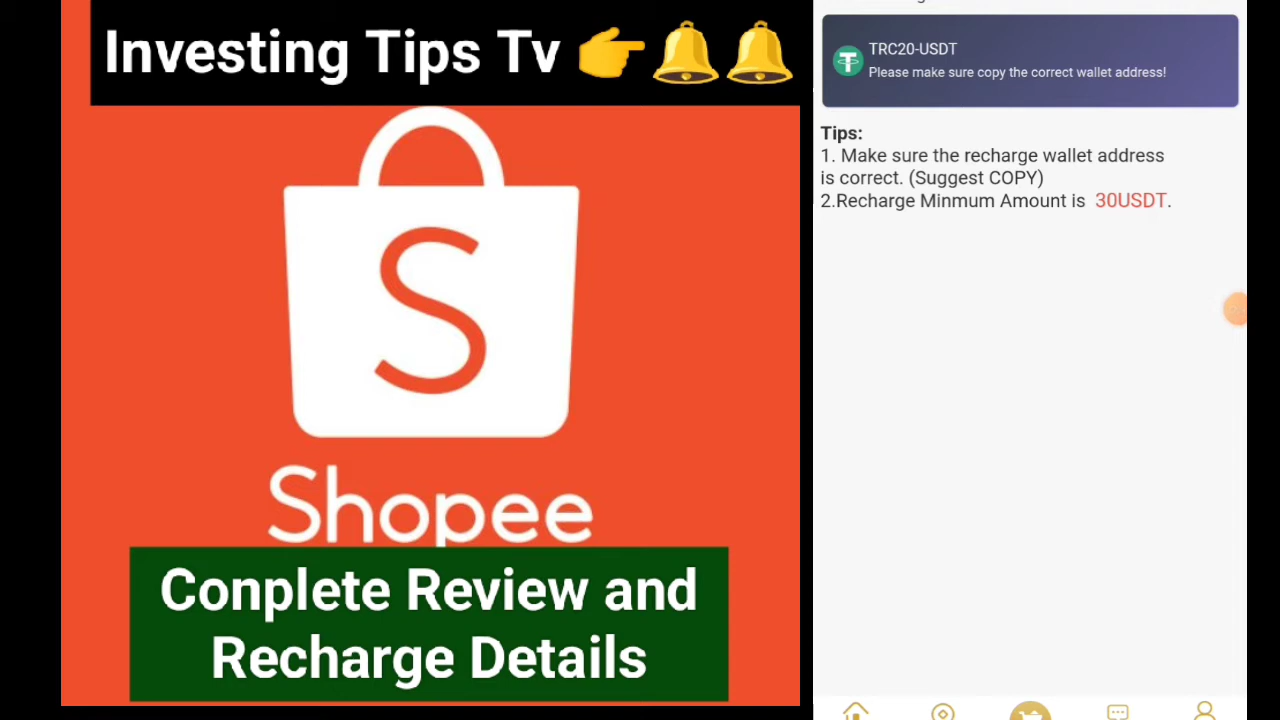 Investing Tips Tv 👉🔔🔔
S
Shopee
Conplete Review and
Recharge Details
TRC20-USDT
Please make sure copy the correct wallet address!
Tips:
1. Make sure the recharge wallet address
is correct. (Suggest COPY)
2.Recharge Minmum Amount is 30USDT.